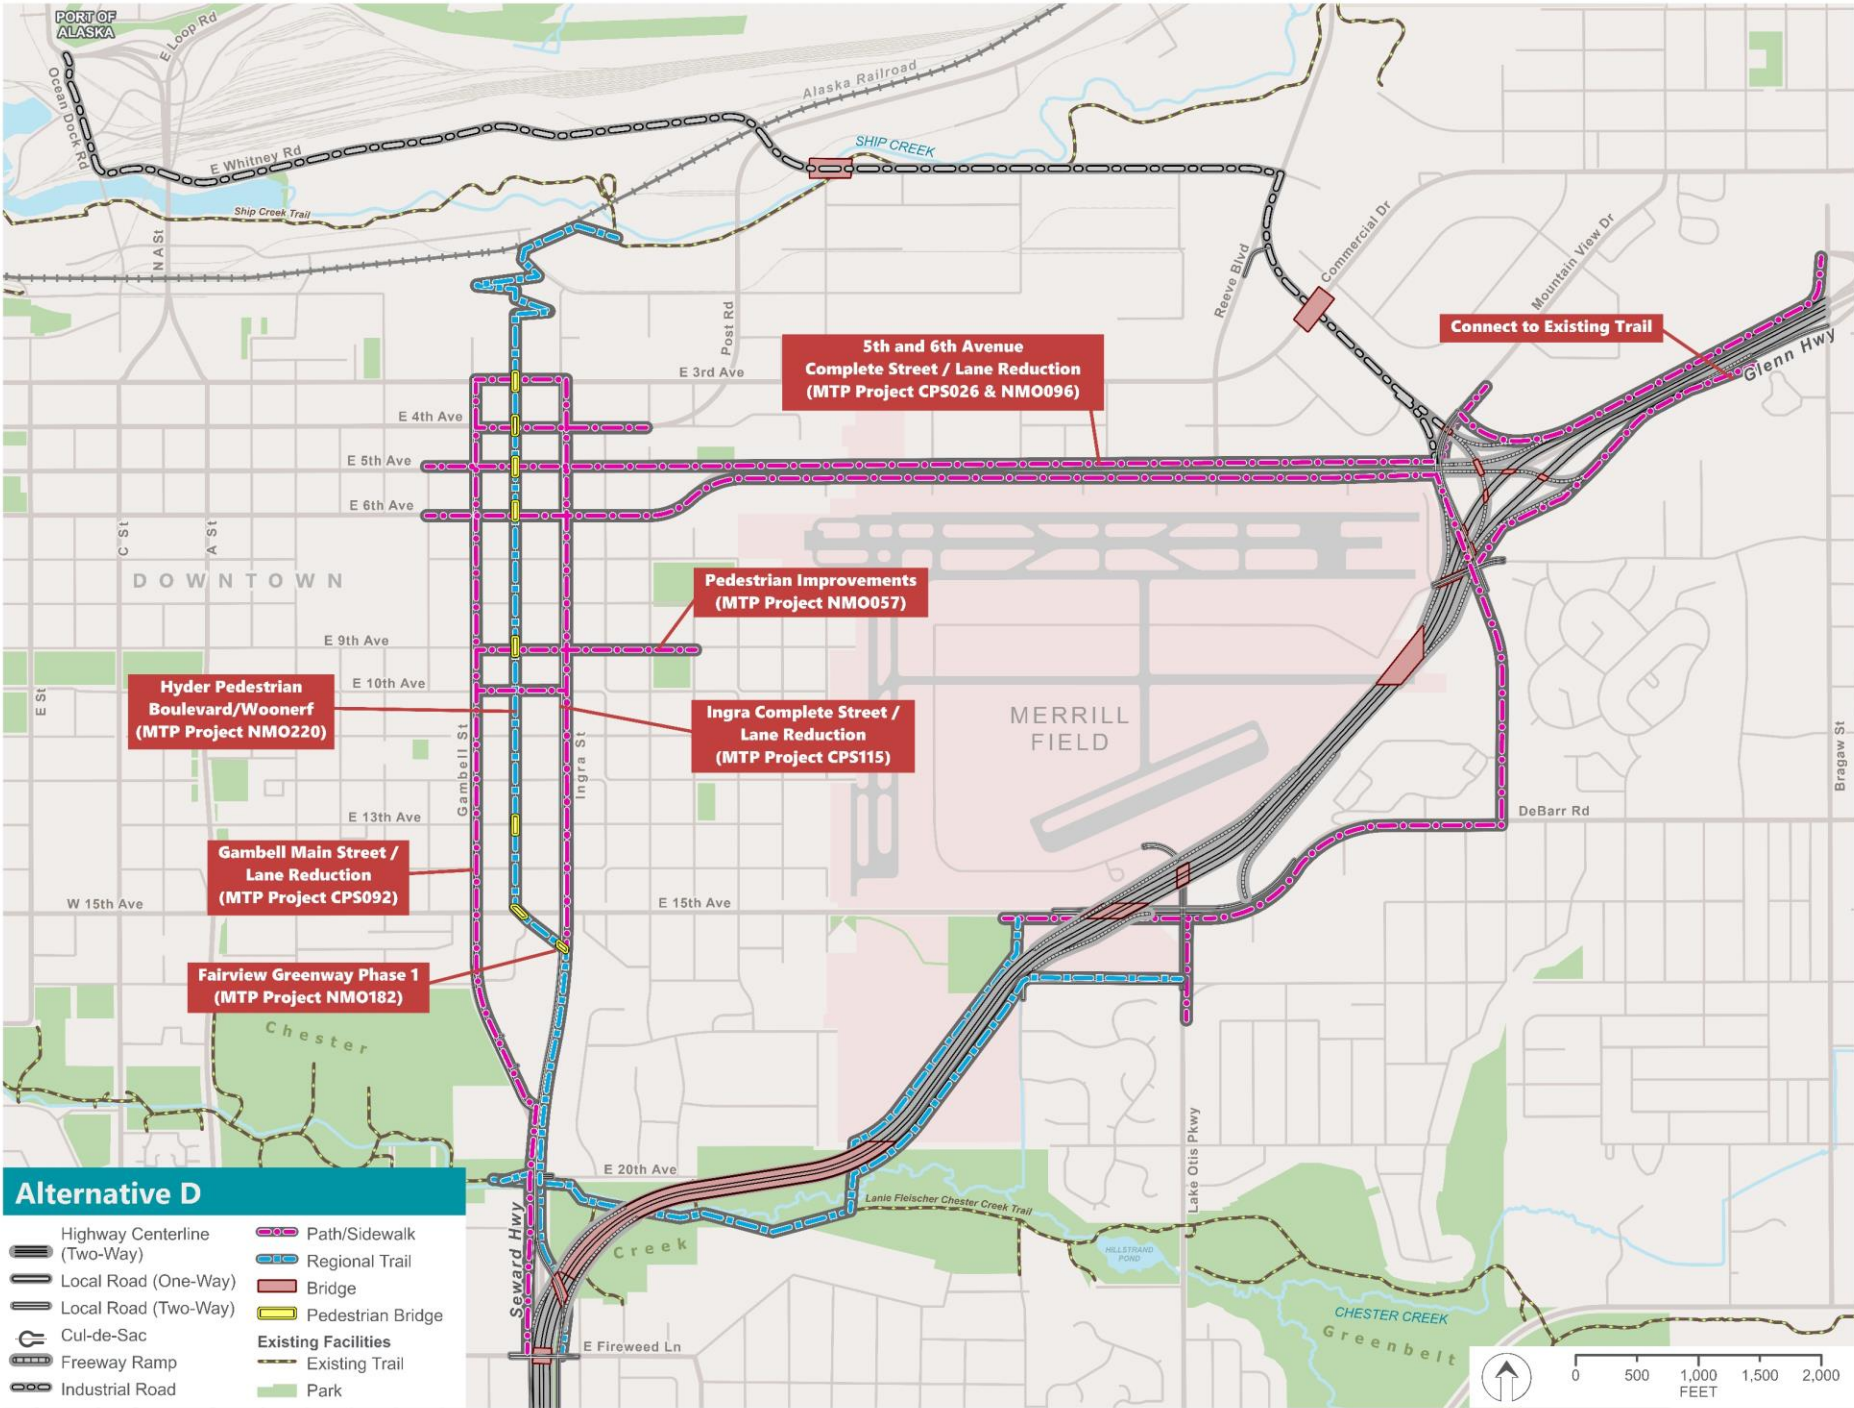 PORT OF
ALASKA
E Loop Rd
Ocean Dock Rd
E Whitney Rd
Alaska Railroad
SHIP CREEK
Ship Creek Trail
N A St
Post Rd
Reeve Blvd
Commercial Dr
Mountain View Dr
Connect to Existing Trail
Glenn Hwy
5th and 6th Avenue
Complete Street / Lane Reduction
(MTP Project CPS026 & NMO096)
E 3rd Ave
E 4th Ave
E 5th Ave
E 6th Ave
C St
A St
DOWNTOWN
Pedestrian Improvements
(MTP Project NMO057)
E 9th Ave
E 10th Ave
E St
Hyder Pedestrian
Boulevard/Woonerf
(MTP Project NMO220)
Ingra Complete Street /
Lane Reduction
(MTP Project CPS115)
MERRILL
FIELD
Gambell St
Ingra St
Bragaw St
E 13th Ave
DeBarr Rd
Gambell Main Street /
Lane Reduction
(MTP Project CPS092)
W 15th Ave
E 15th Ave
Fairview Greenway Phase 1
(MTP Project NMO182)
Chester
Lake Otis Pkwy
E 20th Ave
Lanie Fleischer Chester Creek Trail
Seward Hwy
Creek
HILLSTRAND
POND
CHESTER CREEK
Greenbelt
E Fireweed Ln
Alternative D
Highway Centerline
(Two-Way)
Local Road (One-Way)
Local Road (Two-Way)
Cul-de-Sac
Freeway Ramp
Industrial Road
Path/Sidewalk
Regional Trail
Bridge
Pedestrian Bridge
Existing Facilities
Existing Trail
Park
0 500 1,000 1,500 2,000
FEET